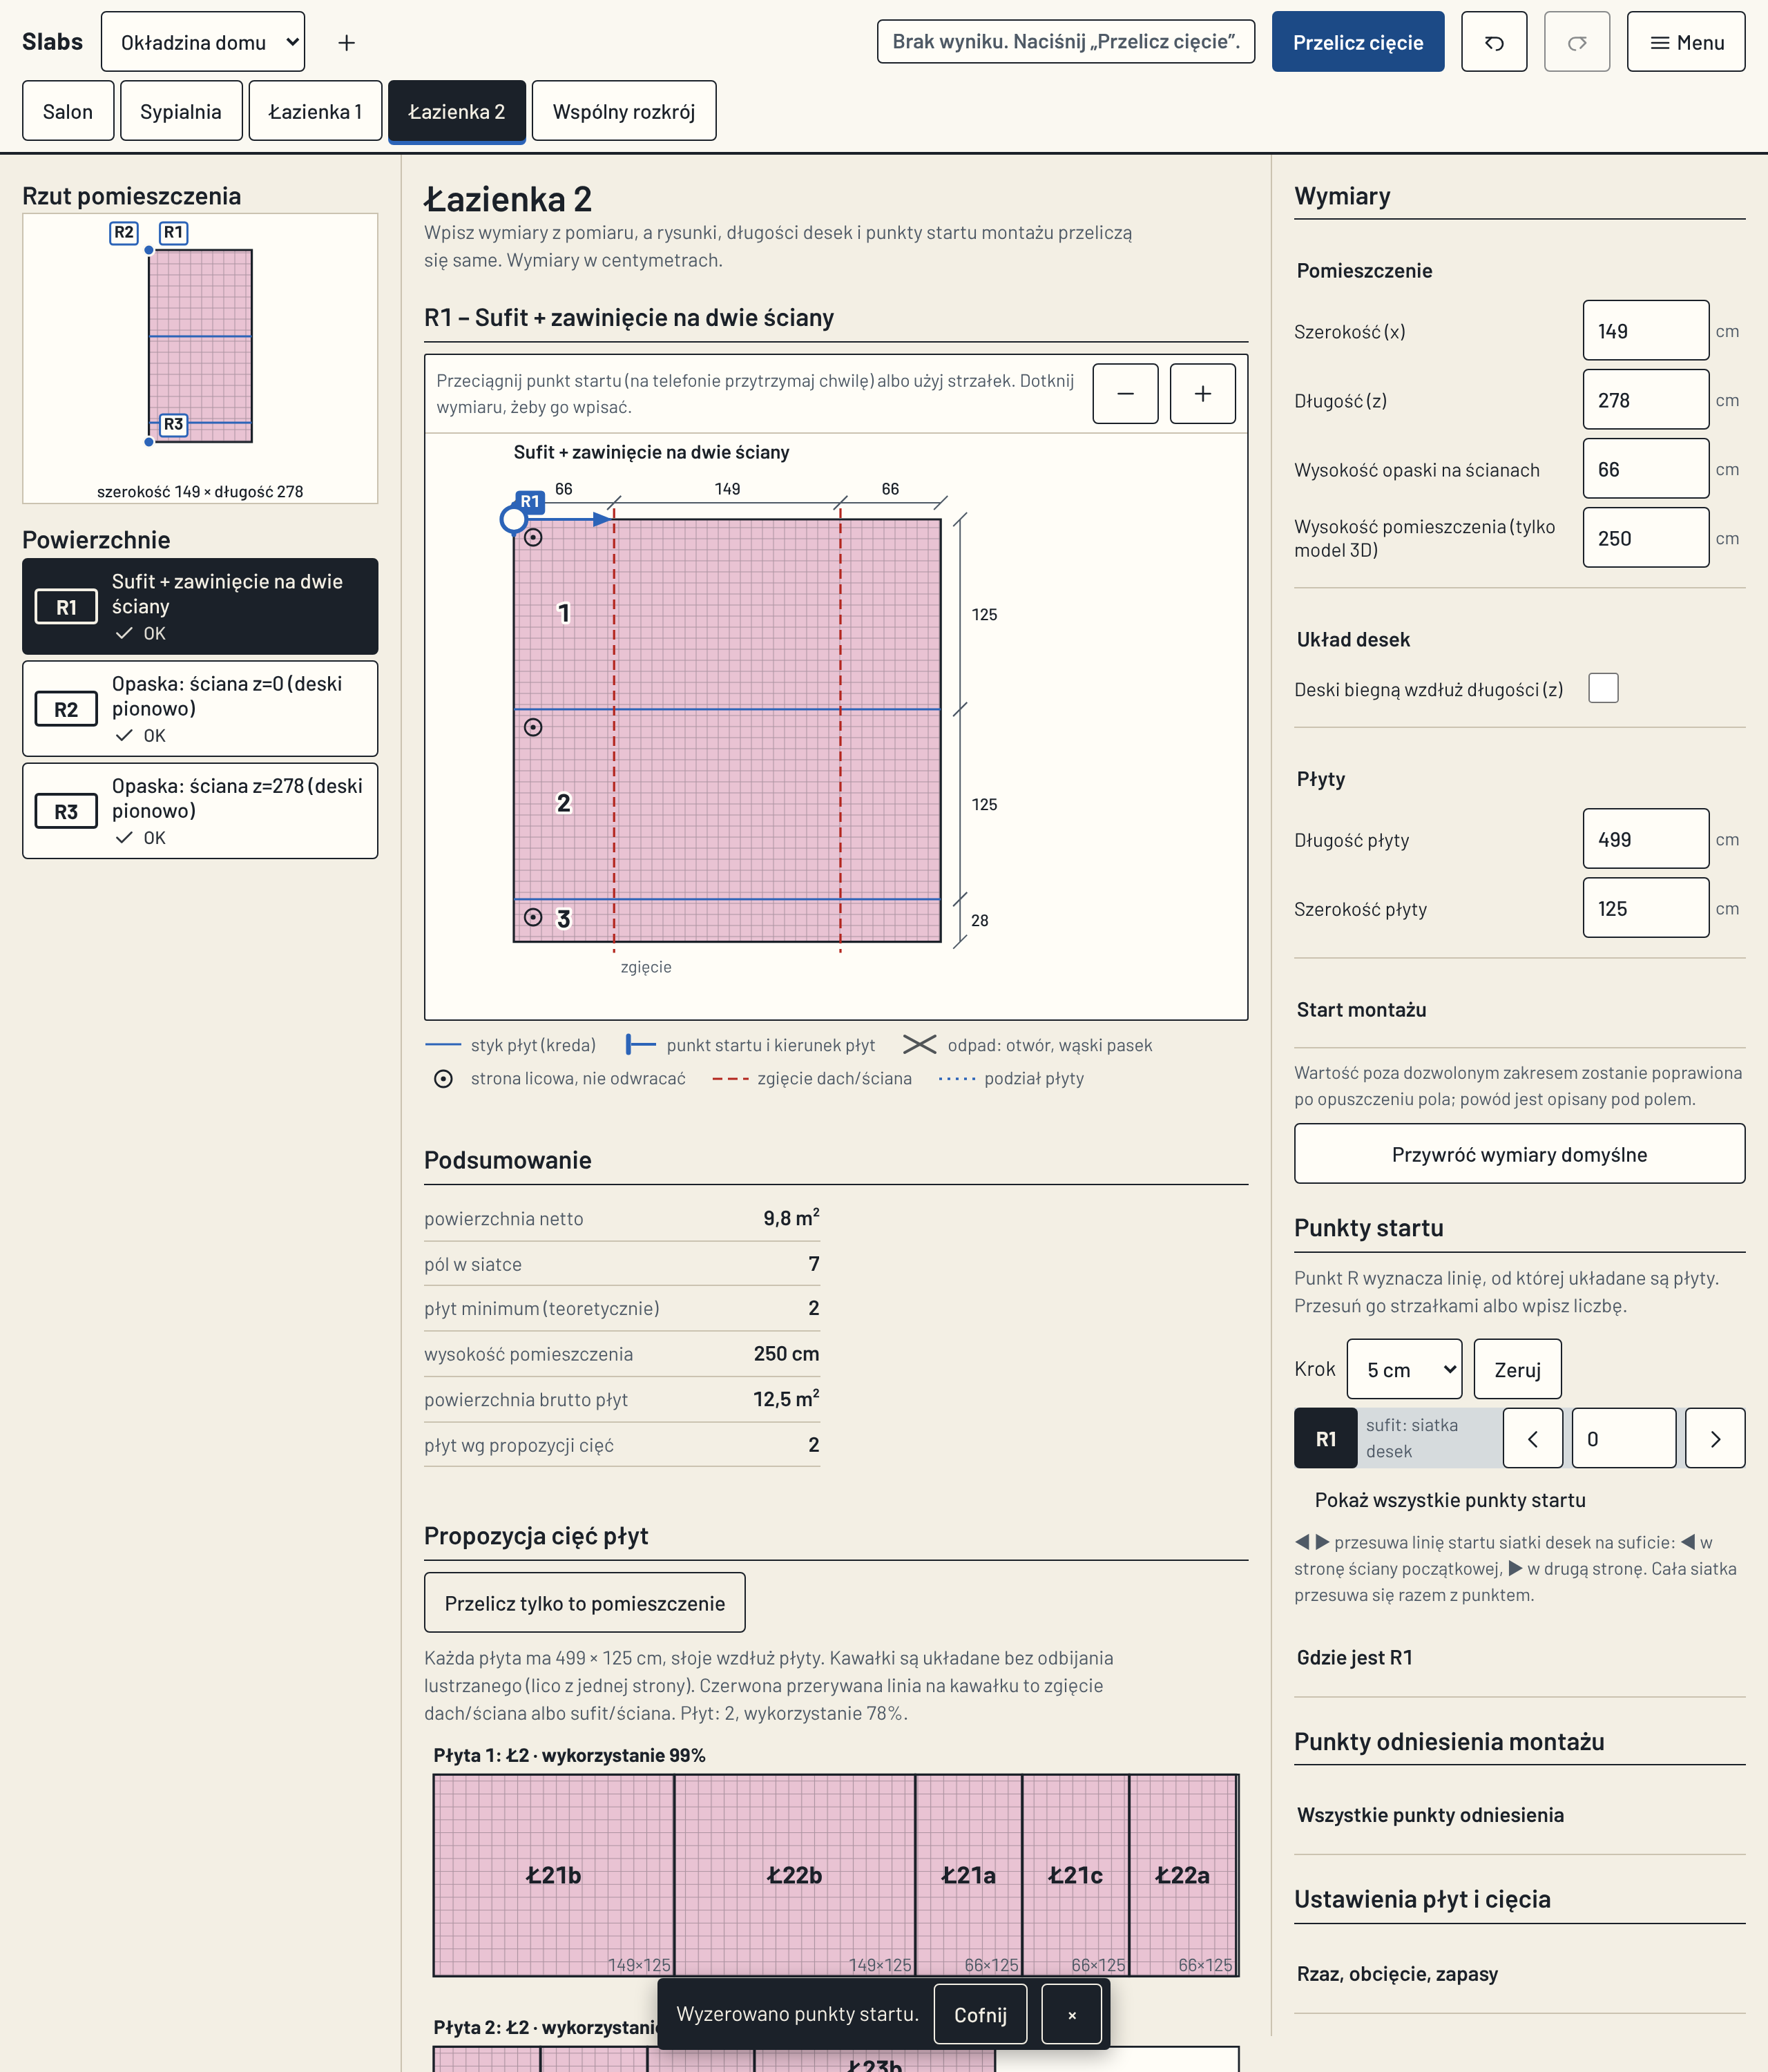 Slabs
Okładzina domu
+
Brak wyniku. Naciśnij „Przelicz cięcie”.
Przelicz cięcie
Menu
Salon
Sypialnia
Łazienka 1
Łazienka 2
Wspólny rozkrój
Rzut pomieszczenia
R2 R1
R3
szerokość 149 × długość 278
Powierzchnie
R1
Sufit + zawinięcie na dwie
ściany
OK
R2
Opaska: ściana z=0 (deski
pionowo)
OK
R3
Opaska: ściana z=278 (deski
pionowo)
OK
Łazienka 2
Wpisz wymiary z pomiaru, a rysunki, długości desek i punkty startu montażu przeliczą
się same. Wymiary w centymetrach.
R1 – Sufit + zawinięcie na dwie ściany
Przeciągnij punkt startu (na telefonie przytrzymaj chwilę) albo użyj strzałek. Dotknij
wymiaru, żeby go wpisać.
− +
Sufit + zawinięcie na dwie ściany
66 149 66
R1
1
125
2
125
3
28
zgięcie
styk płyt (kreda)
punkt startu i kierunek płyt
odpad: otwór, wąski pasek
strona licowa, nie odwracać
zgięcie dach/ściana
podział płyty
Podsumowanie
powierzchnia netto 9,8 m²
pól w siatce 7
płyt minimum (teoretycznie) 2
wysokość pomieszczenia 250 cm
powierzchnia brutto płyt 12,5 m²
płyt wg propozycji cięć 2
Propozycja cięć płyt
Przelicz tylko to pomieszczenie
Każda płyta ma 499 × 125 cm, słoje wzdłuż płyty. Kawałki są układane bez odbijania
lustrzanego (lico z jednej strony). Czerwona przerywana linia na kawałku to zgięcie
dach/ściana albo sufit/ściana. Płyt: 2, wykorzystanie 78%.
Płyta 1: Ł2 · wykorzystanie 99%
Ł21b Ł22b Ł21a Ł21c Ł22a
149×125 149×125 66×125 66×125 66×125
Płyta 2: Ł2 ·
Ł23b
Wyzerowano punkty startu.
Cofnij
×
Wymiary
Pomieszczenie
Szerokość (x) 149 cm
Długość (z) 278 cm
Wysokość opaski na ścianach 66 cm
Wysokość pomieszczenia (tylko
model 3D) 250 cm
Układ desek
Deski biegną wzdłuż długości (z)
Płyty
Długość płyty 499 cm
Szerokość płyty 125 cm
Start montażu
Wartość poza dozwolonym zakresem zostanie poprawiona
po opuszczeniu pola; powód jest opisany pod polem.
Przywróć wymiary domyślne
Punkty startu
Punkt R wyznacza linię, od której układane są płyty.
Przesuń go strzałkami albo wpisz liczbę.
Krok 5 cm Zeruj
R1
sufit: siatka
desek
0
Pokaż wszystkie punkty startu
◀ ▶ przesuwa linię startu siatki desek na suficie: ◀ w
stronę ściany początkowej, ▶ w drugą stronę. Cała siatka
przesuwa się razem z punktem.
Gdzie jest R1
Punkty odniesienia montażu
Wszystkie punkty odniesienia
Ustawienia płyt i cięcia
Rzaz, obcięcie, zapasy